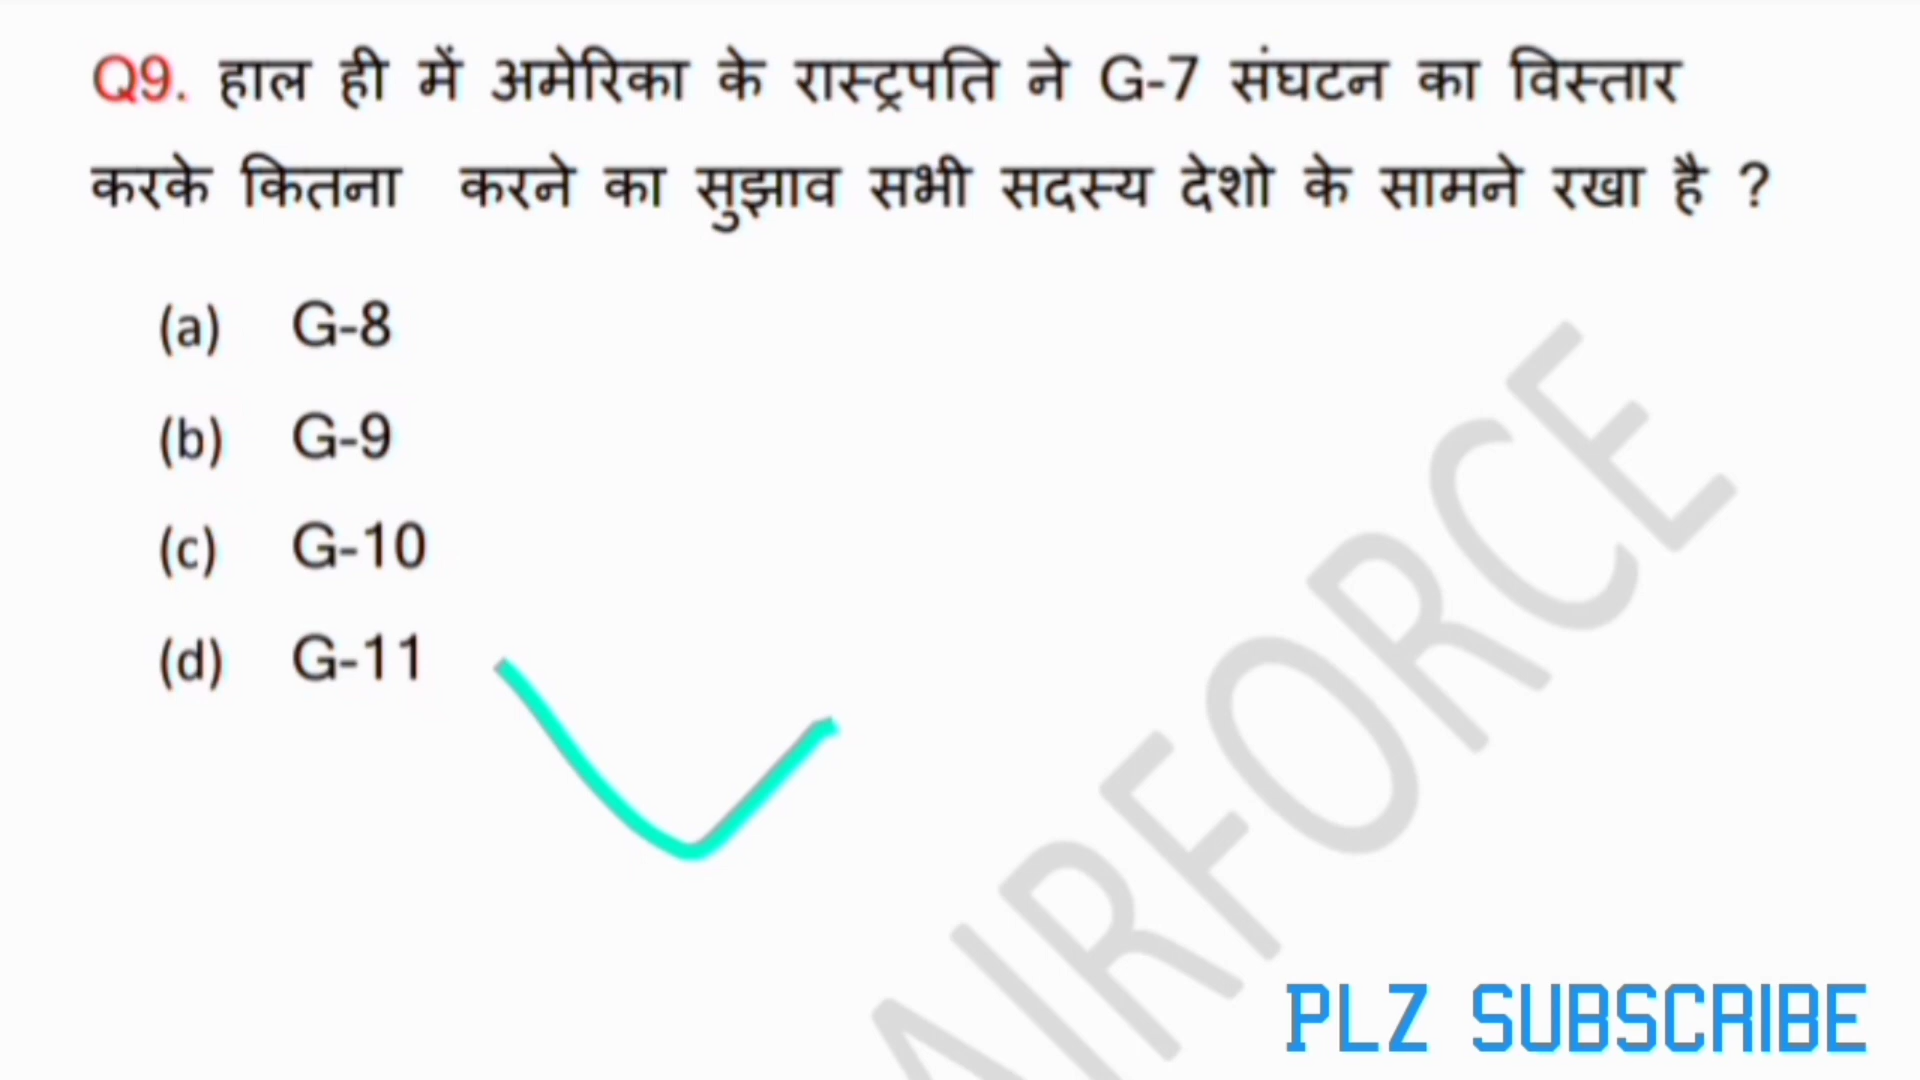 Q9. हाल ही में अमेरिका के रास्ट्रपति ने G-7 संघटन का विस्तार
करके कितना करने का सुझाव सभी सदस्य देशो के सामने रखा है ?
(a) G-8
(b) G-9
(c) G-10
(d) G-11
AIRFORCE
PLZ SUBSCRIBE